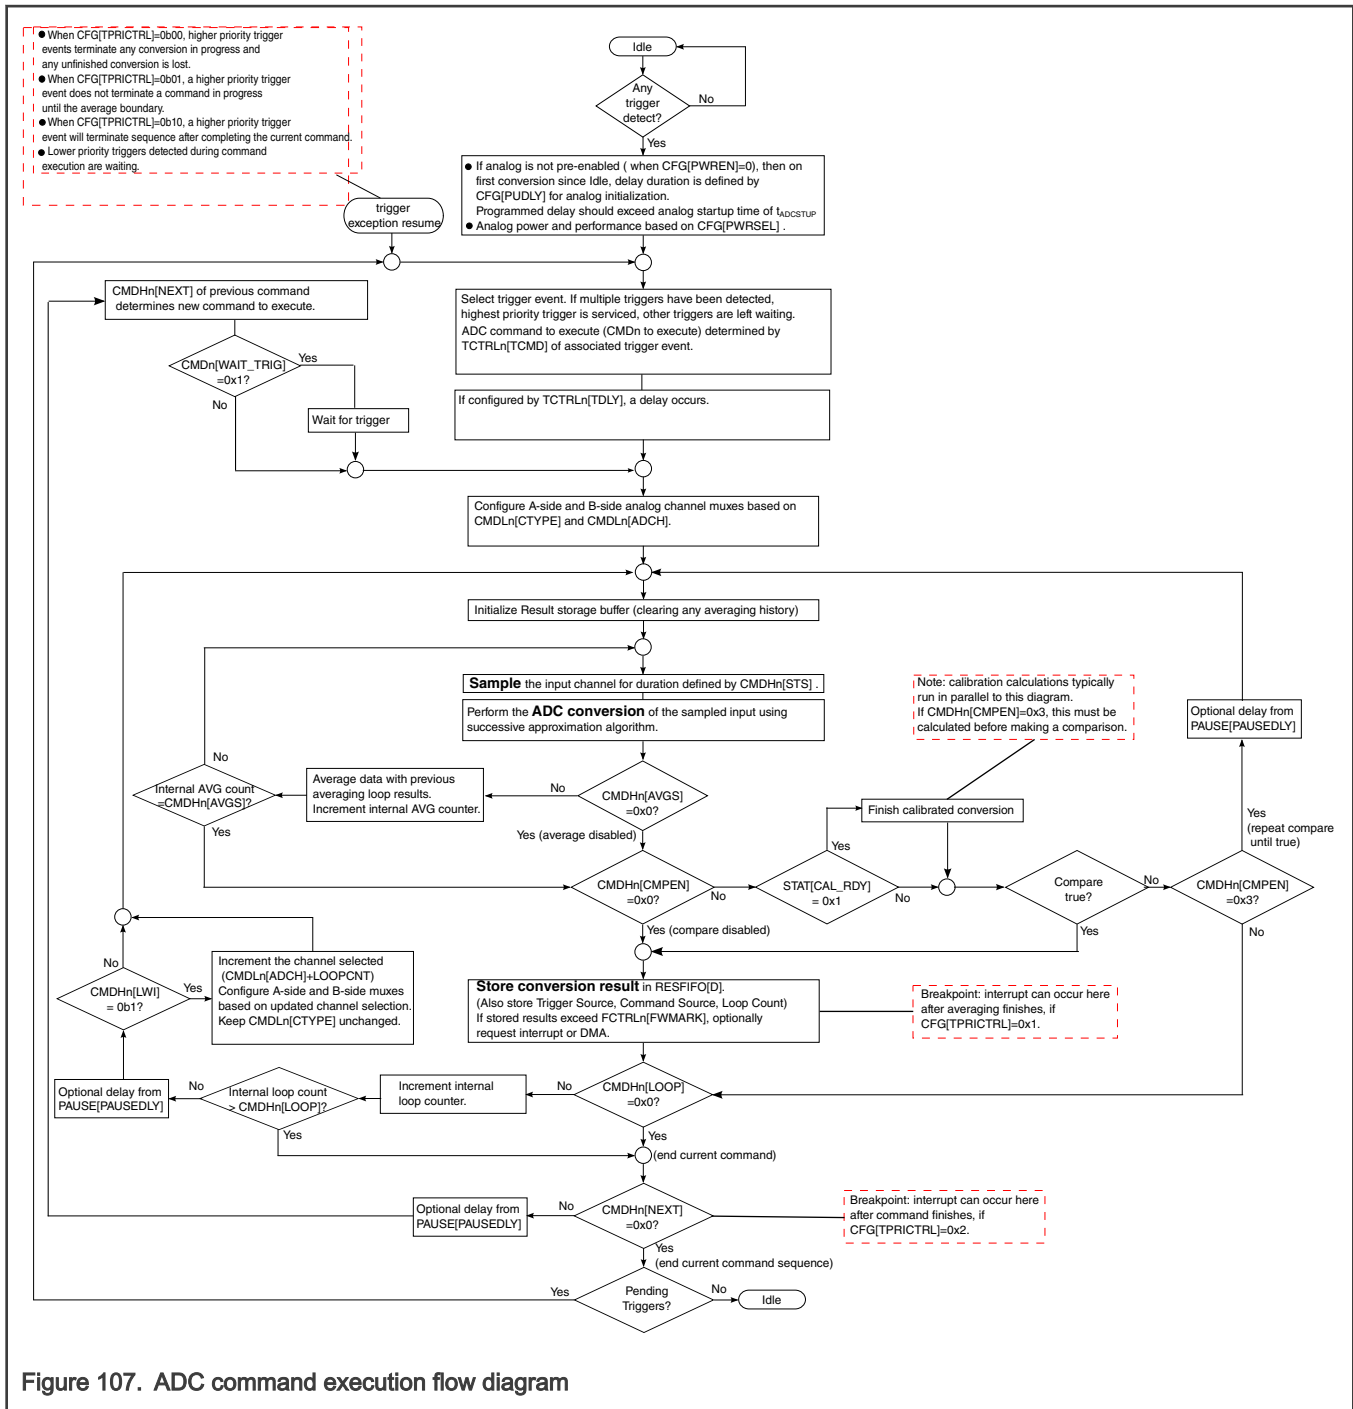 ● When CFG[TPRICTRL]=0b00, higher priority trigger
events terminate any conversion in progress and
any unfinished conversion is lost.
● When CFG[TPRICTRL]=0b01, a higher priority trigger
event does not terminate a command in progress
until the average boundary.
● When CFG[TPRICTRL]=0b10, a higher priority trigger
event will terminate sequence after completing the current command.
● Lower priority triggers detected during command
execution are waiting.
Idle
Any
trigger
detect?
No
Yes
● If analog is not pre-enabled ( when CFG[PWREN]=0), then on
first conversion since Idle, delay duration is defined by
CFG[PUDLY] for analog initialization.
Programmed delay should exceed analog startup time of tADCSTUP
● Analog power and performance based on CFG[PWRSEL] .
trigger
exception resume
CMDHn[NEXT] of previous command
determines new command to execute.
Select trigger event. If multiple triggers have been detected,
highest priority trigger is serviced, other triggers are left waiting.
ADC command to execute (CMDn to execute) determined by
TCTRLn[TCMD] of associated trigger event.
CMDn[WAIT_TRIG]
=0x1?
Yes
No
Wait for trigger
If configured by TCTRLn[TDLY], a delay occurs.
Configure A-side and B-side analog channel muxes based on
CMDLn[CTYPE] and CMDLn[ADCH].
Initialize Result storage buffer (clearing any averaging history)
Sample the input channel for duration defined by CMDHn[STS] .
Perform the ADC conversion of the sampled input using
successive approximation algorithm.
Note: calibration calculations typically
run in parallel to this diagram.
If CMDHn[CMPEN]=0x3, this must be
calculated before making a comparison.
Optional delay from
PAUSE[PAUSEDLY]
No
Internal AVG count
=CMDHn[AVGS]?
Yes
Average data with previous
averaging loop results.
Increment internal AVG counter.
No
CMDHn[AVGS]
=0x0?
Yes (average disabled)
Finish calibrated conversion
Yes
(repeat compare
until true)
CMDHn[CMPEN]
=0x0?
No
Yes (compare disabled)
Yes
STAT[CAL_RDY]
= 0x1
No
Compare
true?
No
Yes
CMDHn[CMPEN]
=0x3?
No
No
CMDHn[LWI]
= 0b1?
Yes
Increment the channel selected
(CMDLn[ADCH]+LOOPCNT)
Configure A-side and B-side muxes
based on updated channel selection.
Keep CMDLn[CTYPE] unchanged.
Store conversion result in RESFIFO[D].
(Also store Trigger Source, Command Source, Loop Count)
If stored results exceed FCTRLn[FWMARK], optionally
request interrupt or DMA.
Breakpoint: interrupt can occur here
after averaging finishes, if
CFG[TPRICTRL]=0x1.
Optional delay from
PAUSE[PAUSEDLY]
No
Internal loop count
> CMDHn[LOOP]?
Yes
Increment internal
loop counter.
No
CMDHn[LOOP]
=0x0?
Yes
(end current command)
Optional delay from
PAUSE[PAUSEDLY]
No
CMDHn[NEXT]
=0x0?
Yes
(end current command sequence)
Breakpoint: interrupt can occur here
after command finishes, if
CFG[TPRICTRL]=0x2.
Yes
Pending
Triggers?
No
Idle
Figure 107. ADC command execution flow diagram